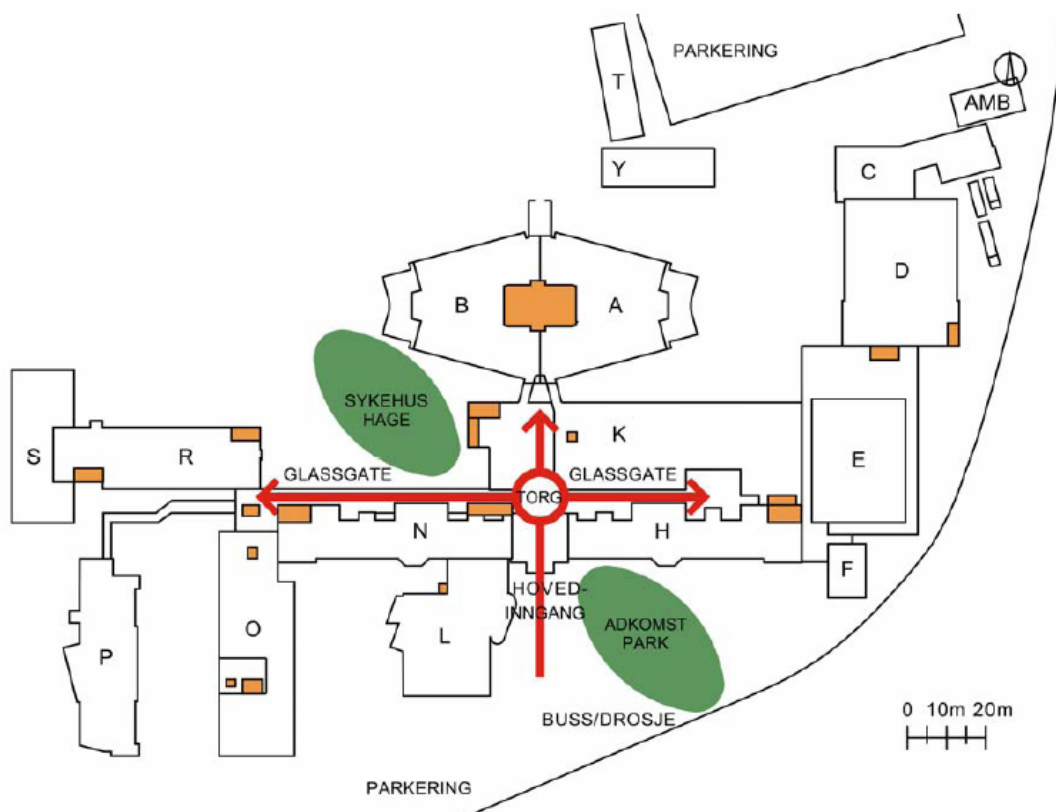 PARKERING
T
AMB
Y
C
D
B
A
SYKEHUS
HAGE
K
S
R
E
GLASSGATE
GLASSGATE
TORG
N
H
F
HOVED-
INNGANG
ADKOMST
PARK
L
O
P
BUSS/DROSJE
0 10m 20m
PARKERING